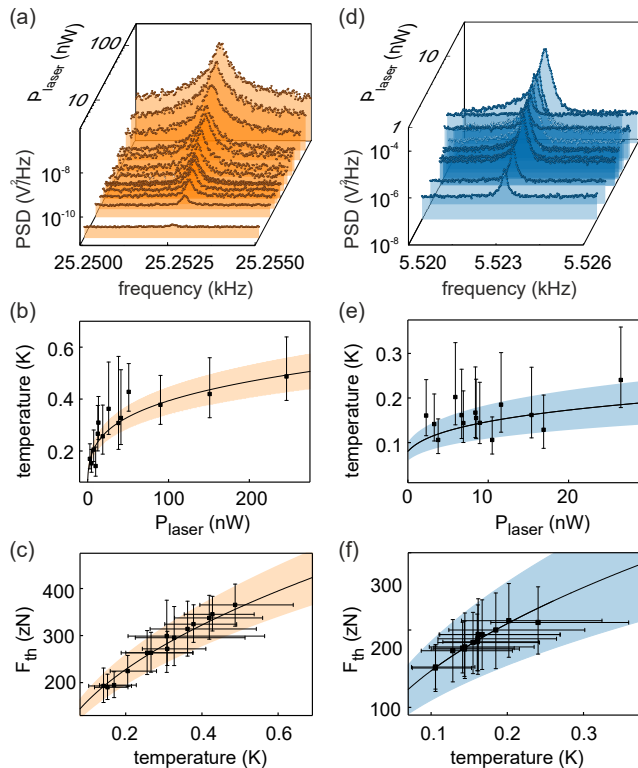 (a)
P_laser (nW)
100
10
PSD (V²/Hz)
10⁻⁸
10⁻¹⁰
25.2500
25.2525
25.2550
frequency (kHz)
(d)
P_laser (nW)
10
1
PSD (V²/Hz)
10⁻⁴
10⁻⁶
10⁻⁸
5.520
5.523
5.526
frequency (kHz)
(b)
temperature (K)
0.6
0.4
0.2
0
100
200
P_laser (nW)
(e)
temperature (K)
0.3
0.2
0.1
0
10
20
P_laser (nW)
(c)
F_th (zN)
400
300
200
0.2
0.4
0.6
temperature (K)
(f)
F_th (zN)
300
200
100
0.1
0.2
0.3
temperature (K)